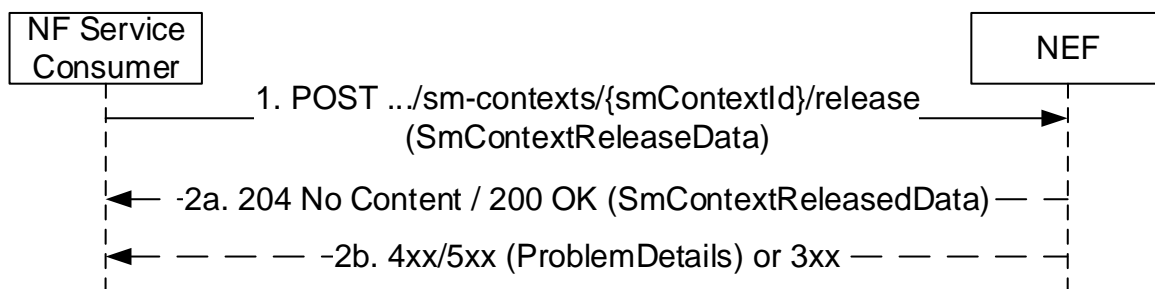 NF Service
Consumer
NEF
1. POST .../sm-contexts/{smContextId}/release
(SmContextReleaseData)
2a. 204 No Content / 200 OK (SmContextReleasedData)
2b. 4xx/5xx (ProblemDetails) or 3xx